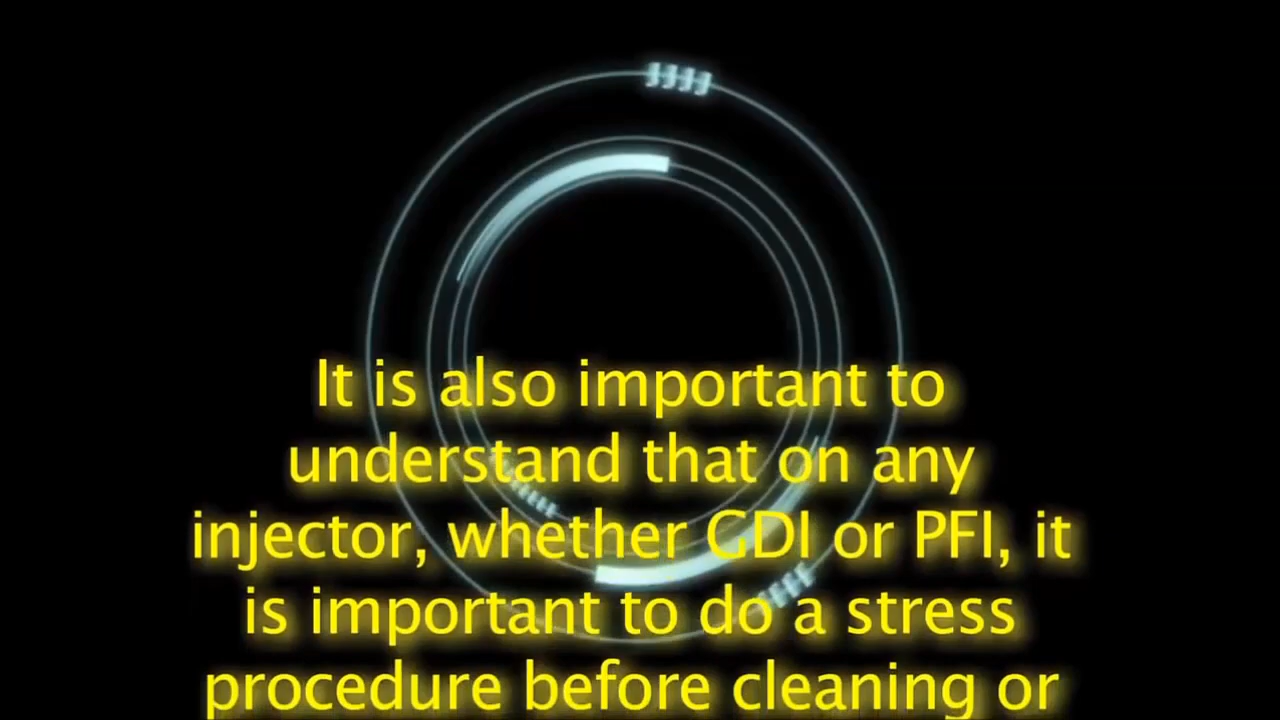 It is also important to
understand that on any
injector, whether GDI or PFI, it
is important to do a stress
procedure before cleaning or